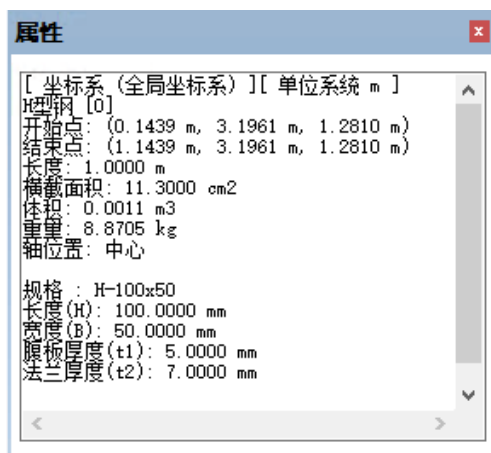 属性
[ 坐标系 (全局坐标系) ][ 单位系统 m ]
H型钢 [0]
开始点: (0.1439 m, 3.1961 m, 1.2810 m)
结束点: (1.1439 m, 3.1961 m, 1.2810 m)
长度: 1.0000 m
横截面积: 11.3000 cm2
体积: 0.0011 m3
重量: 8.8705 kg
轴位置: 中心
规格 : H-100x50
长度(H): 100.0000 mm
宽度(B): 50.0000 mm
腹板厚度(t1): 5.0000 mm
法兰厚度(t2): 7.0000 mm